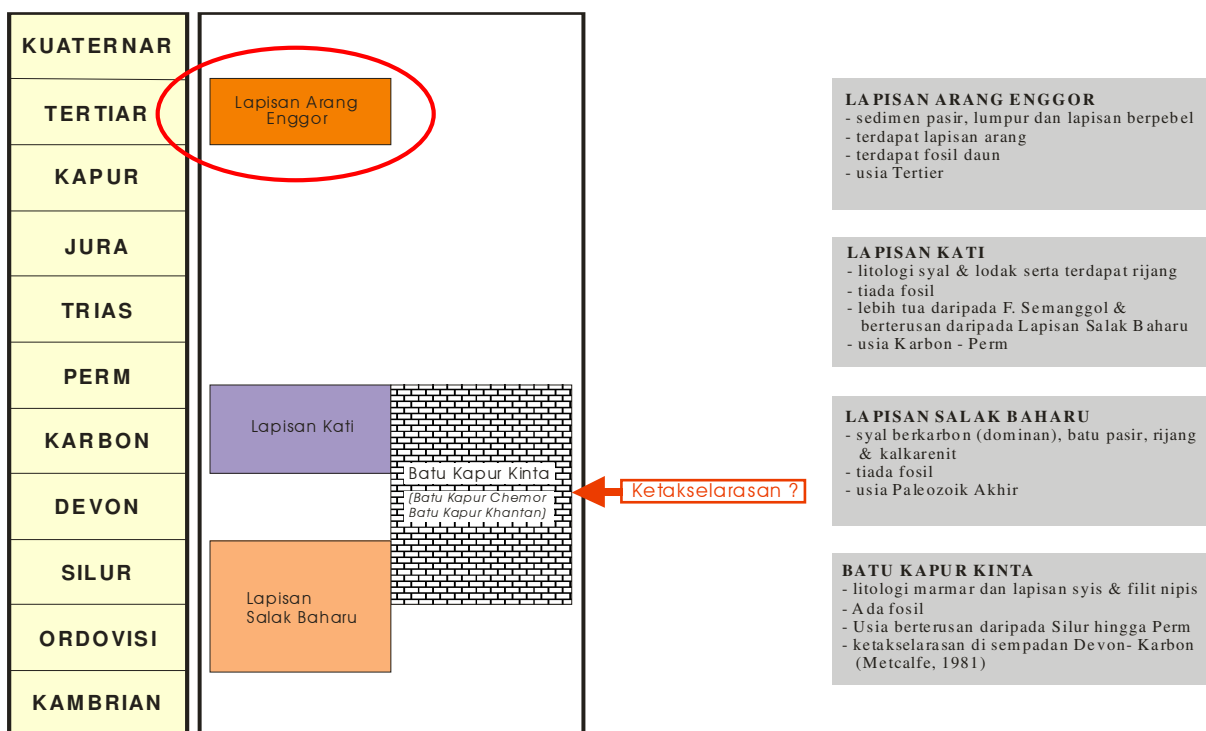 KUATERNAR
TERTIAR
KAPUR
JURA
TRIAS
PERM
KARBON
DEVON
SILUR
ORDOVISI
KAMBRIAN
Lapisan Arang
Enggor
Lapisan Kati
Batu Kapur Kinta
(Batu Kapur Chemor
Batu Kapur Khantan)
Lapisan
Salak Baharu
Ketakselarasan ?
LAPISAN ARANG ENGGOR
- sedimen pasir, lumpur dan lapisan berpebel
- terdapat lapisan arang
- terdapat fosil daun
- usia Tertier
LAPISAN KATI
- litologi syal & lodak serta terdapat rijang
- tiada fosil
- lebih tua daripada F. Semanggol &
berterusan daripada Lapisan Salak Baharu
- usia Karbon - Perm
LAPISAN SALAK BAHARU
- syal berkarbon (dominan), batu pasir, rijang
& kalkarenit
- tiada fosil
- usia Paleozoik Akhir
BATU KAPUR KINTA
- litologi marmar dan lapisan syis & filit nipis
- Ada fosil
- Usia berterusan daripada Silur hingga Perm
- ketakselarasan di sempadan Devon- Karbon
(Metcalfe, 1981)